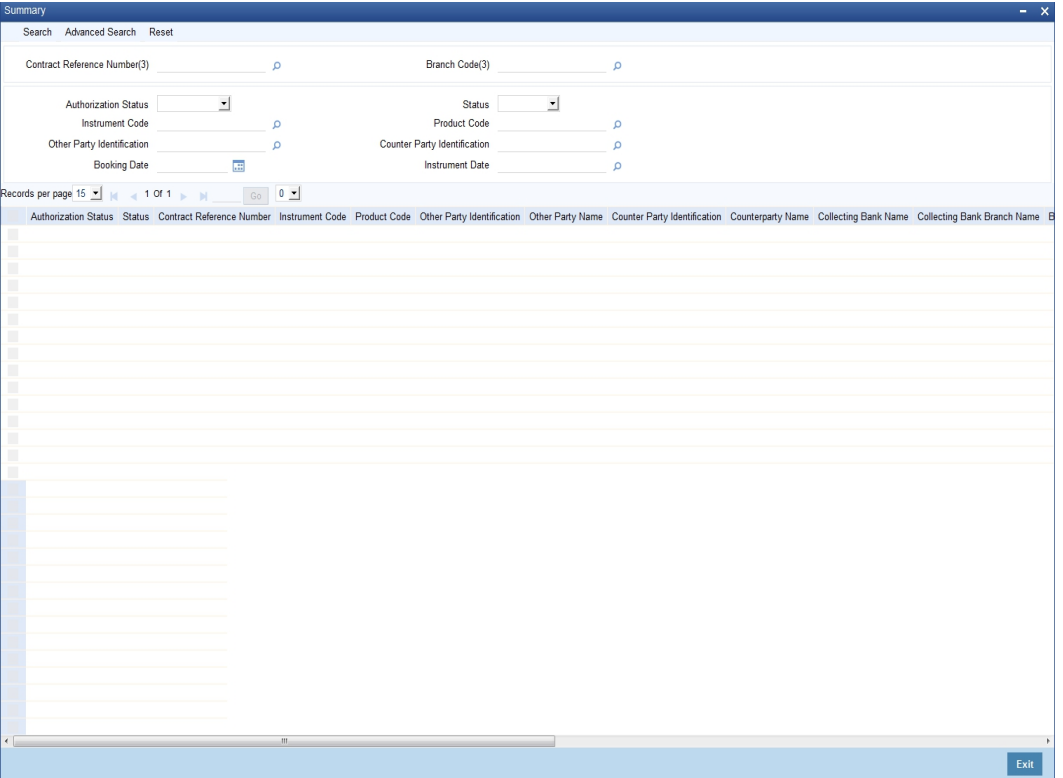 Summary
Search Advanced Search Reset
Contract Reference Number(3) Branch Code(3)
Authorization Status Status
Instrument Code Product Code
Other Party Identification Counter Party Identification
Booking Date Instrument Date
Records per page 15 1 Of 1 Go 0
Authorization Status Status Contract Reference Number Instrument Code Product Code Other Party Identification Other Party Name Counter Party Identification Counterparty Name Collecting Bank Name Collecting Bank Branch Name
Exit